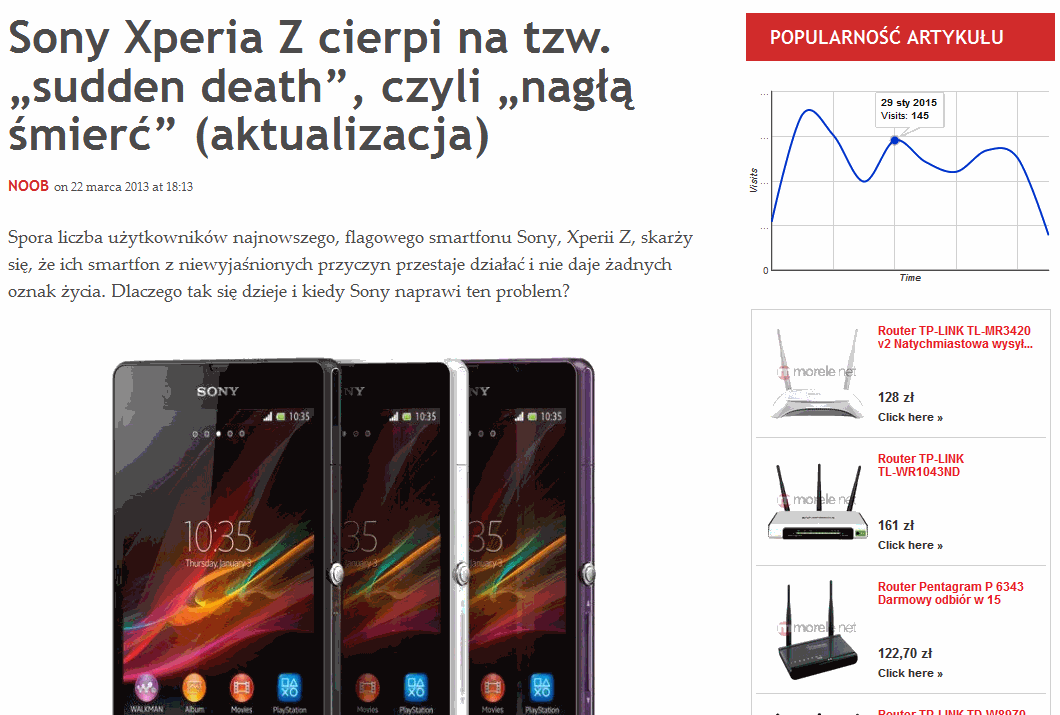 Sony Xperia Z cierpi na tzw.
„sudden death”, czyli „nagłą
śmierć” (aktualizacja)
NOOB on 22 marca 2013 at 18:13
Spora liczba użytkowników najnowszego, flagowego smartfonu Sony, Xperii Z, skarży
się, że ich smartfon z niewyjaśnionych przyczyn przestaje działać i nie daje żadnych
oznak życia. Dlaczego tak się dzieje i kiedy Sony naprawi ten problem?
SONY
NY
10:35
10:35
10:35
10:35
Thursday, January 3
35
35
WALKMAN
Album
Movies
PlayStation
Movies
PlayStation
Movies
PlayStation
POPULARNOŚĆ ARTYKUŁU
...
...
...
...
0
Visits
29 sty 2015
Visits: 145
Time
Router TP-LINK TL-MR3420
v2 Natychmiastowa wysył...
morele net
128 zł
Click here »
Router TP-LINK
TL-WR1043ND
morele net
161 zł
Click here »
Router Pentagram P 6343
Darmowy odbiór w 15
morele net
122,70 zł
Click here »
Router TP-LINK TD-W8970